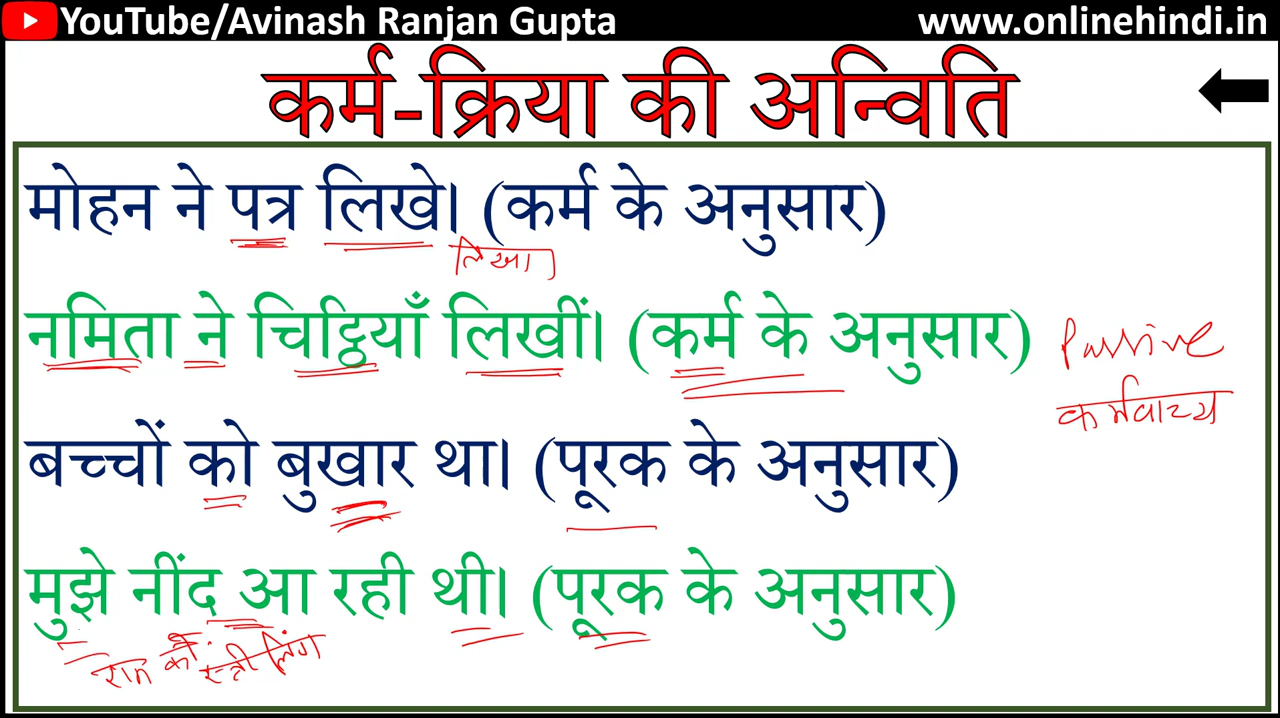 YouTube/Avinash Ranjan Gupta www.onlinehindi.in
कर्म-क्रिया की अन्विति
मोहन ने पत्र लिखे। (कर्म के अनुसार)
लिखा।
नमिता ने चिट्ठियाँ लिखीं। (कर्म के अनुसार) Passive
कर्मवाच्य
बच्चों को बुखार था। (पूरक के अनुसार)
मुझे नींद आ रही थी। (पूरक के अनुसार)
राम को स्त्रीलिंग